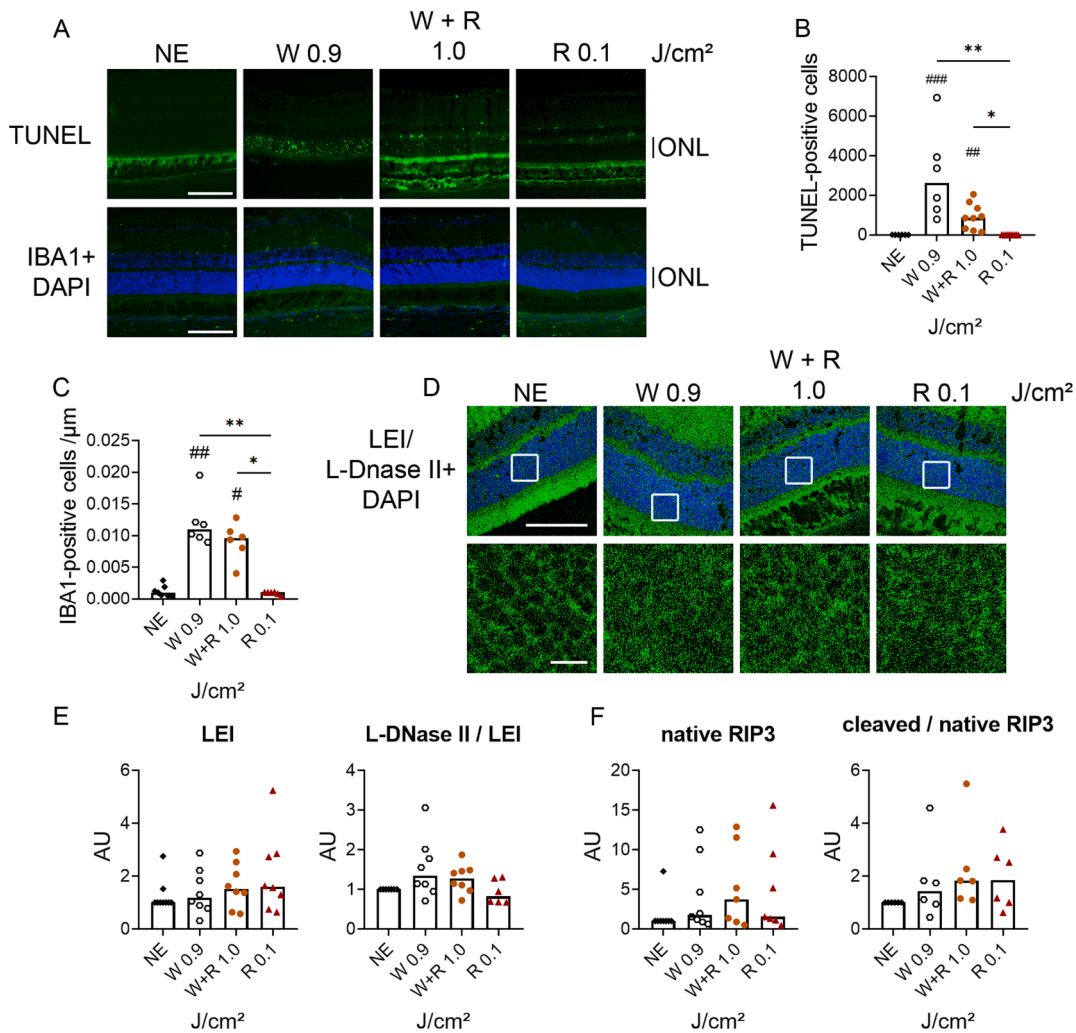 A
NE
W 0.9
W + R
1.0
R 0.1
J/cm²
TUNEL
ONL
IBA1+
DAPI
ONL
B
TUNEL-positive cells
8000
6000
4000
2000
0
###
##
**
*
NE
W 0.9
W+R 1.0
R 0.1
J/cm²
C
IBA1-positive cells /µm
0.025
0.020
0.015
0.010
0.005
0.000
##
#
**
*
NE
W 0.9
W+R 1.0
R 0.1
J/cm²
D
NE
W 0.9
W + R
1.0
R 0.1
J/cm²
LEI/
L-Dnase II+
DAPI
E
LEI
AU
6
4
2
0
NE
W 0.9
W+R 1.0
R 0.1
J/cm²
L-DNase II / LEI
AU
4
3
2
1
0
NE
W 0.9
W+R 1.0
R 0.1
J/cm²
F
native RIP3
AU
20
15
10
5
0
NE
W 0.9
W+R 1.0
R 0.1
J/cm²
cleaved / native RIP3
AU
8
6
4
2
0
NE
W 0.9
W+R 1.0
R 0.1
J/cm²